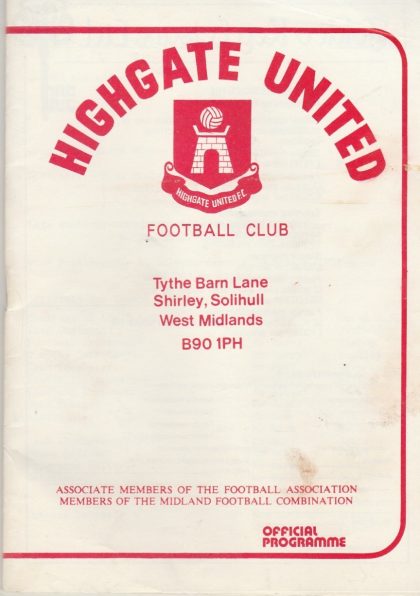 HIGHGATE UNITED
HIGHGATE UNITED F.C.
FOOTBALL CLUB
Tythe Barn Lane
Shirley, Solihull
West Midlands
B90 1PH
ASSOCIATE MEMBERS OF THE FOOTBALL ASSOCIATION
MEMBERS OF THE MIDLAND FOOTBALL COMBINATION
OFFICIAL
PROGRAMME